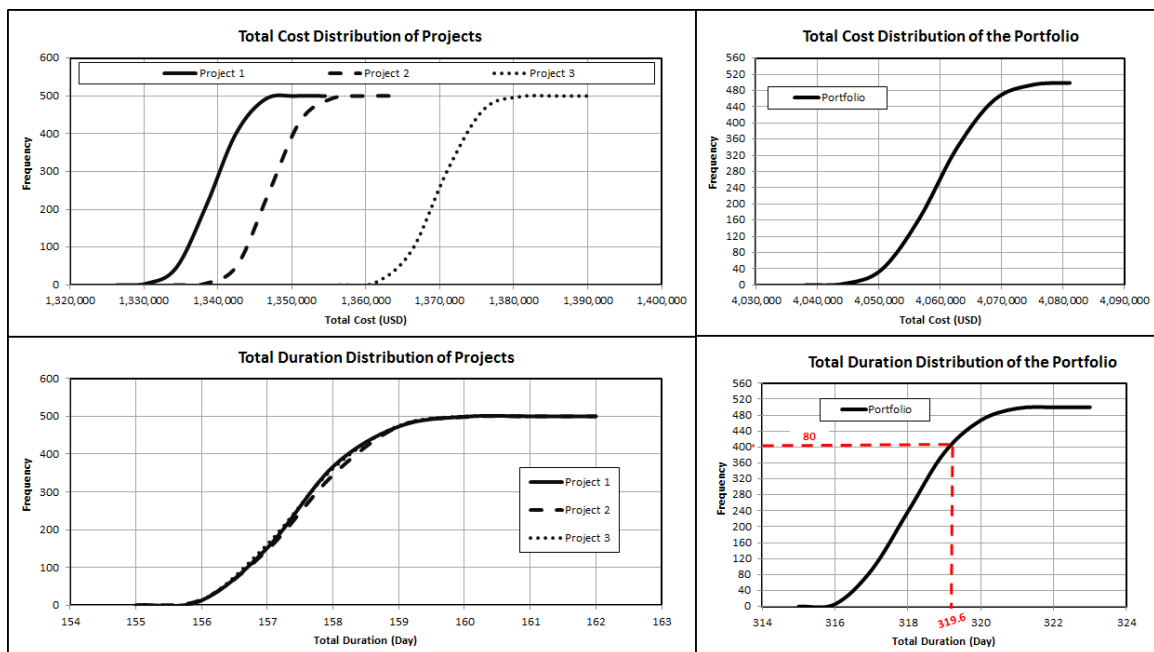 Total Cost Distribution of Projects
Project 1 Project 2 Project 3
600
500
400
300
200
100
0
Frequency
1,320,000 1,330,000 1,340,000 1,350,000 1,360,000 1,370,000 1,380,000 1,390,000 1,400,000
Total Cost (USD)
Total Cost Distribution of the Portfolio
Portfolio
560
520
480
440
400
360
320
280
240
200
160
120
80
40
0
Frequency
4,030,000 4,040,000 4,050,000 4,060,000 4,070,000 4,080,000 4,090,000
Total Cost (USD)
Total Duration Distribution of Projects
600
500
400
300
200
100
0
Frequency
Project 1
Project 2
Project 3
154 155 156 157 158 159 160 161 162 163
Total Duration (Day)
Total Duration Distribution of the Portfolio
Portfolio
560
520
480
440
400
360
320
280
240
200
160
120
80
40
0
Frequency
80
319.6
314 316 318 320 322 324
Total Duration (Day)